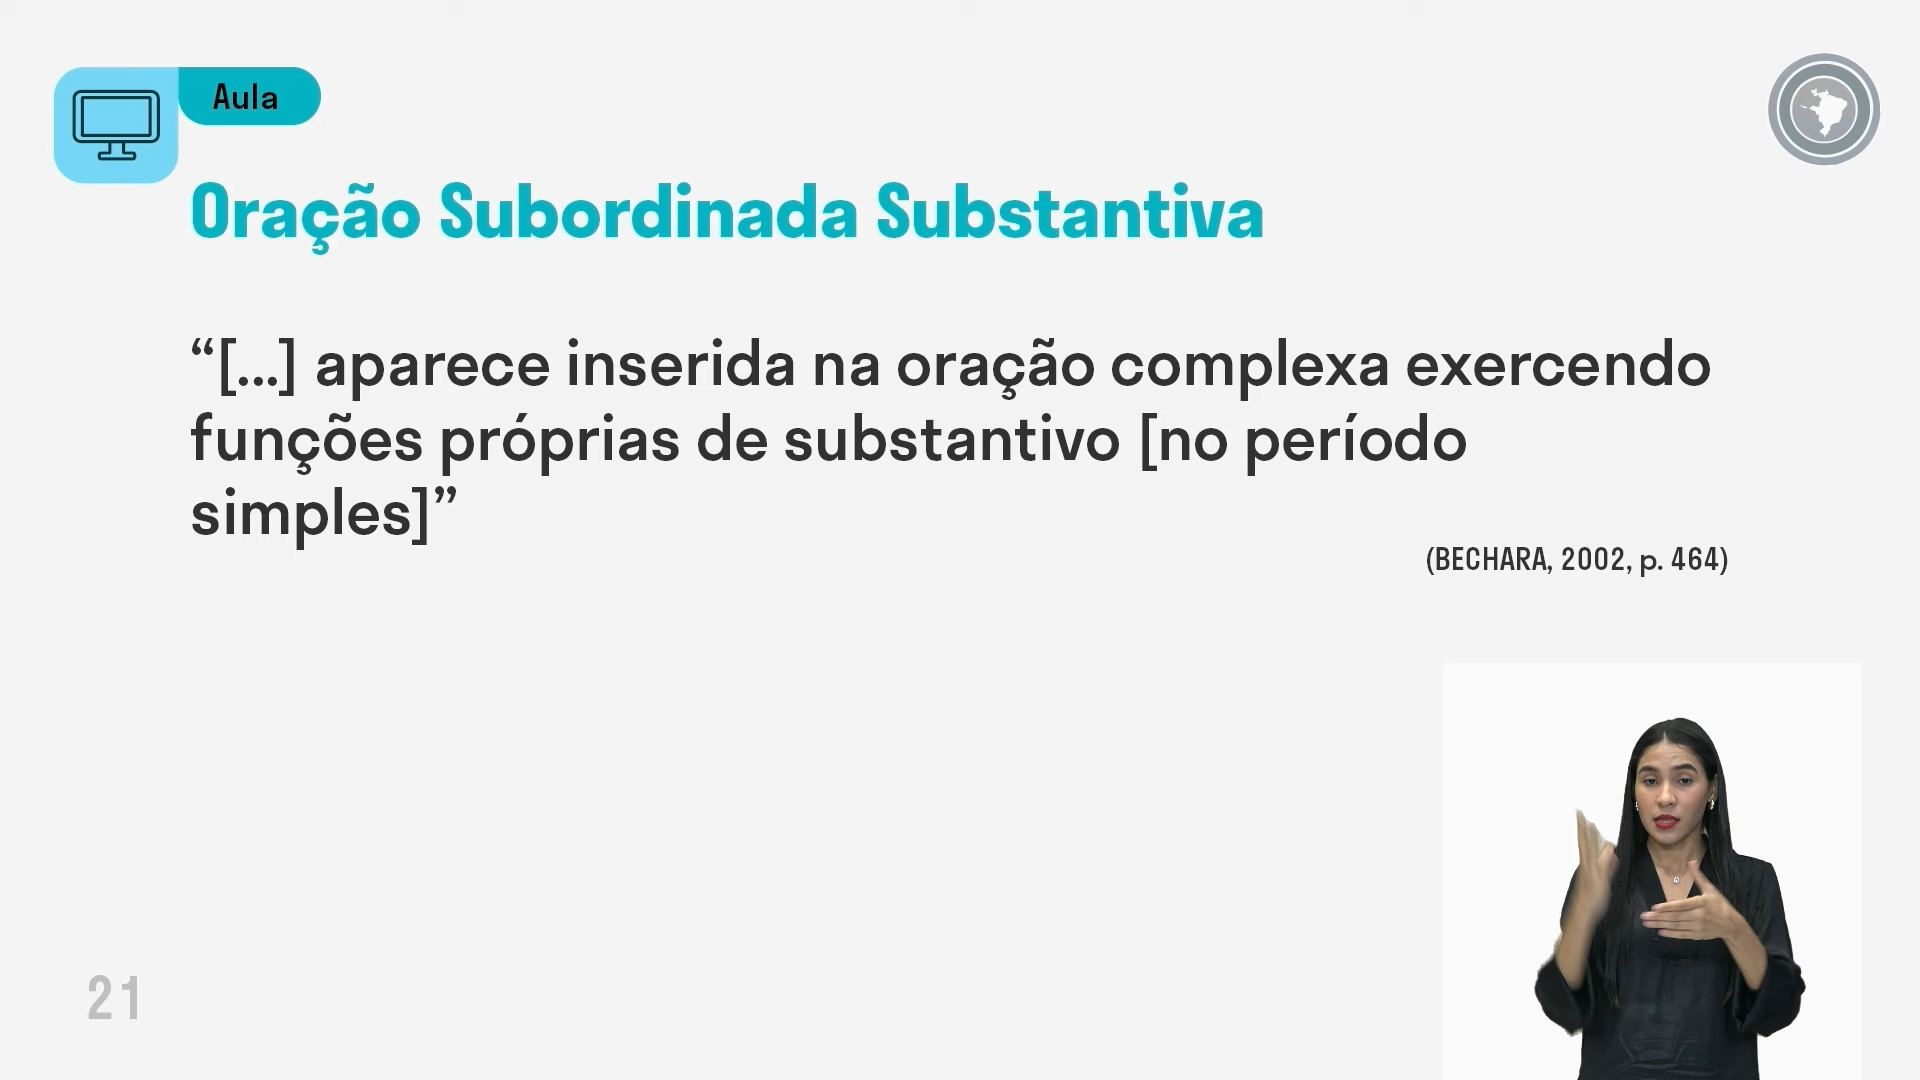 Aula
Oração Subordinada Substantiva
“[...] aparece inserida na oração complexa exercendo
funções próprias de substantivo [no período
simples]”
(BECHARA, 2002, p. 464)
21